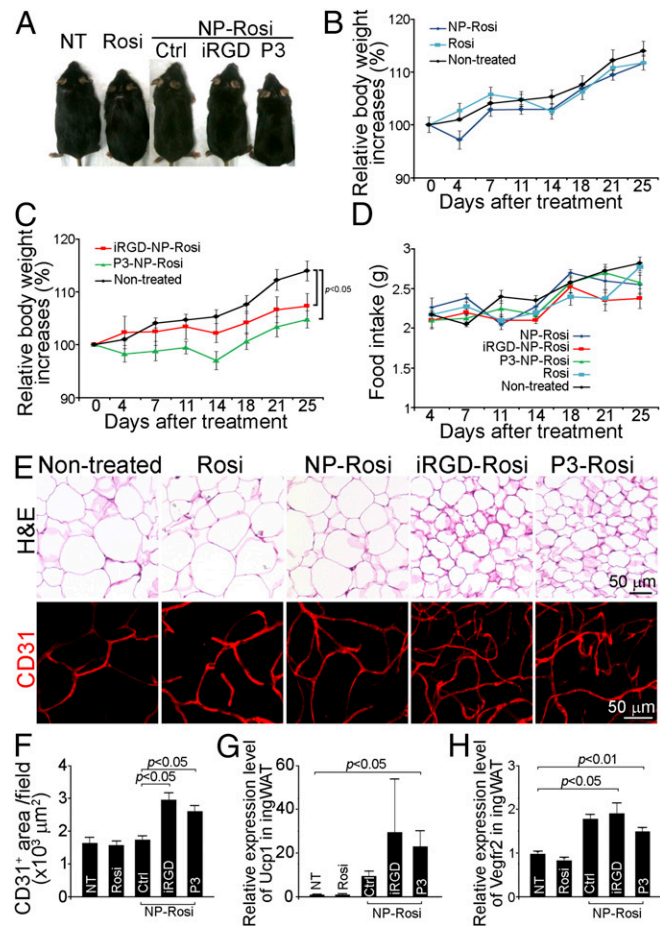 A
NP-Rosi
NT Rosi Ctrl iRGD P3
B
Relative body weight
increases (%)
120
110
100
90
NP-Rosi
Rosi
Non-treated
0 4 7 11 14 18 21 25
Days after treatment
C
Relative body weight
increases (%)
120
110
100
90
iRGD-NP-Rosi
P3-NP-Rosi
Non-treated
p<0.05
0 4 7 11 14 18 21 25
Days after treatment
D
Food intake (g)
3
2.5
2
1.5
1
NP-Rosi
iRGD-NP-Rosi
P3-NP-Rosi
Rosi
Non-treated
4 7 11 14 18 21 25
Days after treatment
E
Non-treated Rosi NP-Rosi iRGD-Rosi P3-Rosi
H&E
50 μm
CD31
50 μm
F
CD31+ area /field
(x10³ μm²)
4
3
2
1
0
p<0.05
p<0.05
NT Rosi Ctrl iRGD P3
NP-Rosi
G
Relative expression level
of Ucp1 in ingWAT
60
40
20
0
p<0.05
NT Rosi Ctrl iRGD P3
NP-Rosi
H
Relative expression level
of Vegfr2 in ingWAT
3
2
1
0
p<0.01
p<0.05
NT Rosi Ctrl iRGD P3
NP-Rosi